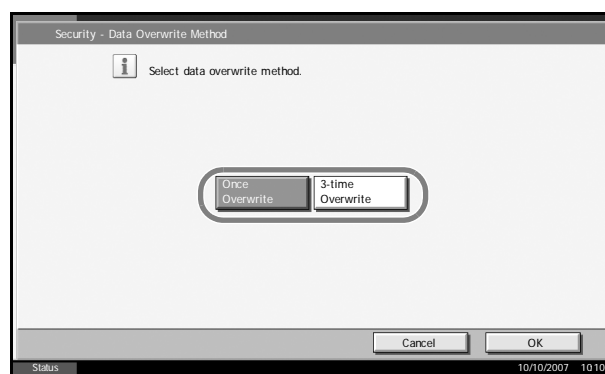 Security - Data Overwrite Method
i Select data overwrite method.
Once
Overwrite
3-time
Overwrite
Cancel OK
Status 10/10/2007 10:10